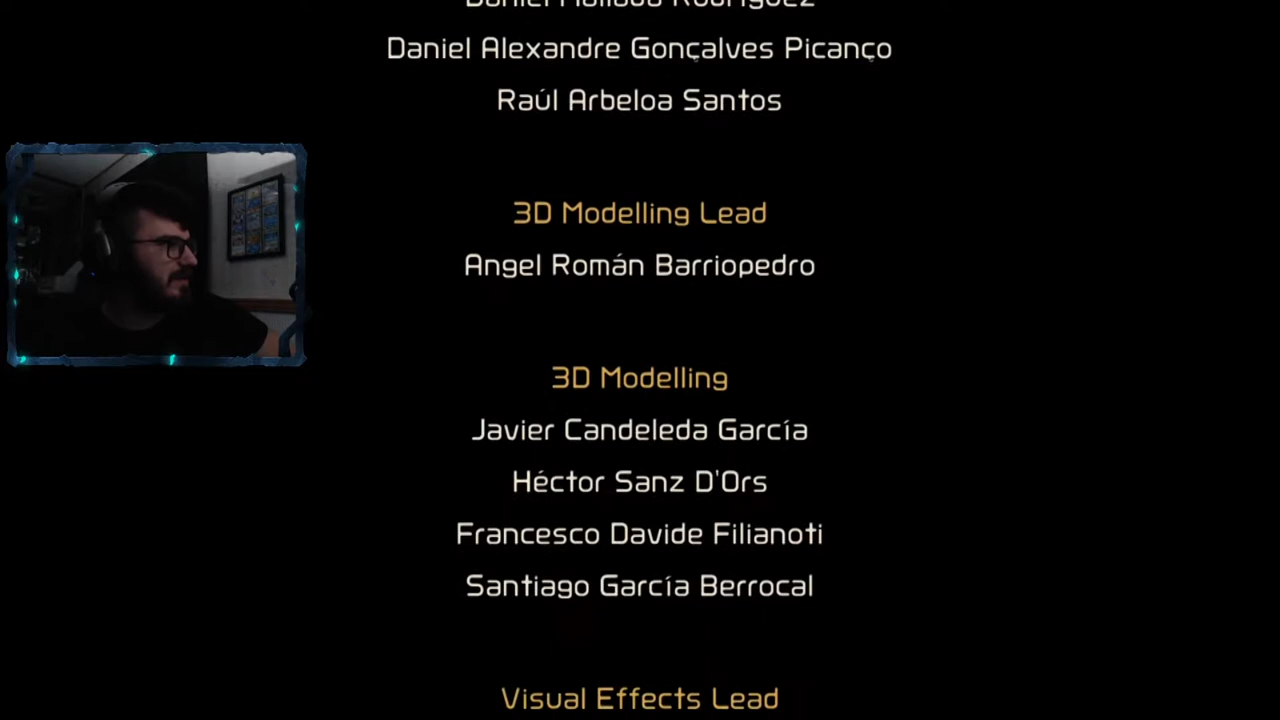 Daniel Alexandre Gonçalves Picanço
Raúl Arbeloa Santos
3D Modelling Lead
Angel Román Barriopedro
3D Modelling
Javier Candeleda García
Héctor Sanz D'Ors
Francesco Davide Filianoti
Santiago García Berrocal
Visual Effects Lead